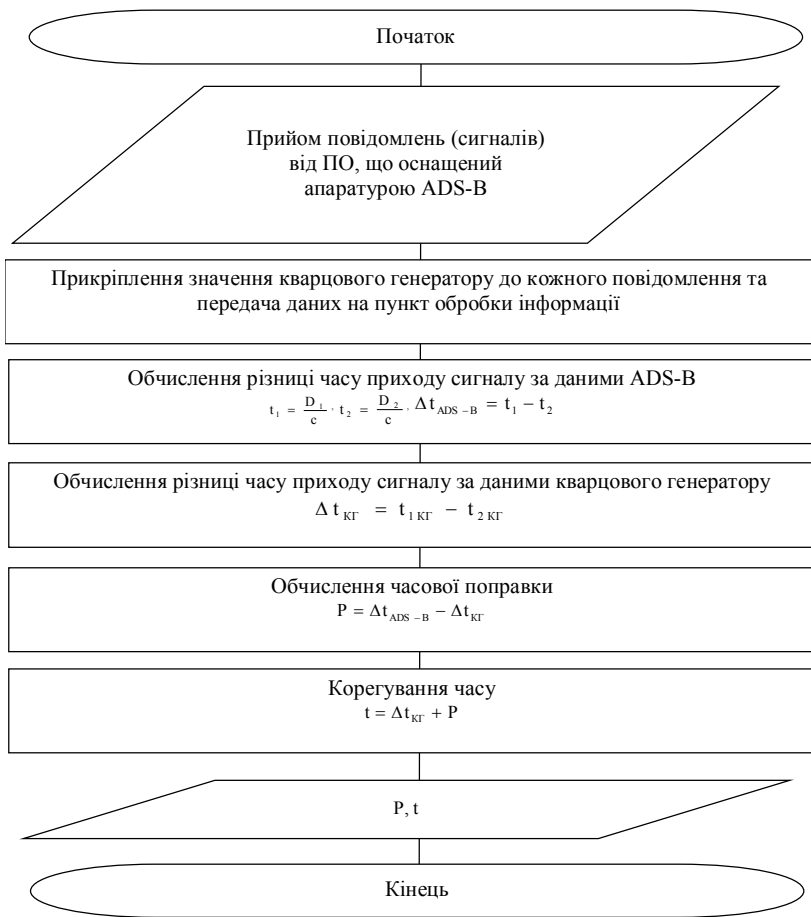 Початок
Прийом повідомлень (сигналів)
від ПО, що оснащений
апаратурою ADS-B
Прикріплення значення кварцового генератору до кожного повідомлення та
передача даних на пункт обробки інформації
Обчислення різниці часу приходу сигналу за даними ADS-B
t₁ = D₁/c, t₂ = D₂/c, Δt_ADS–B = t₁ − t₂
Обчислення різниці часу приходу сигналу за даними кварцового генератору
Δt_КГ = t_1КГ − t_2КГ
Обчислення часової поправки
P = Δt_ADS–B − Δt_КГ
Корегування часу
t = Δt_КГ + P
P, t
Кінець